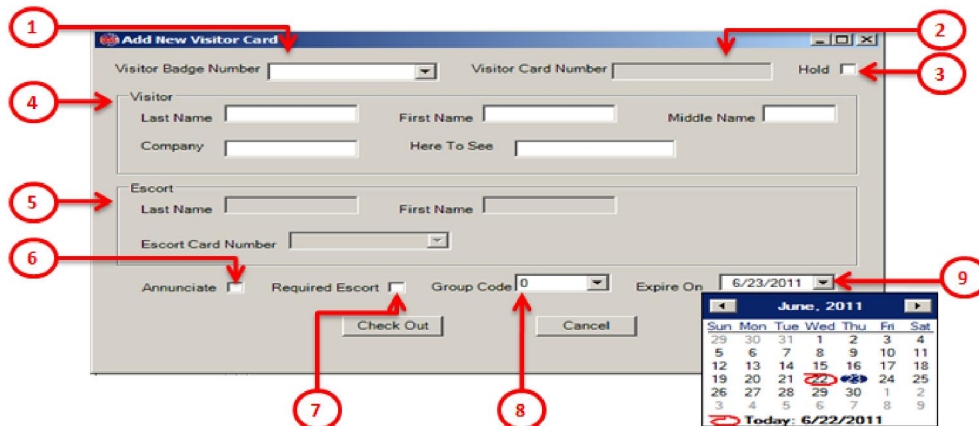 1
2
Add New Visitor Card
Visitor Badge Number Visitor Card Number Hold
3
4
Visitor
Last Name First Name Middle Name
Company Here To See
5
Escort
Last Name First Name
Escort Card Number
6
Annunciate Required Escort Group Code 0 Expire On 6/23/2011
9
Check Out Cancel
7
8
June, 2011
Sun Mon Tue Wed Thu Fri Sat
29 30 31 1 2 3 4
5 6 7 8 9 10 11
12 13 14 15 16 17 18
19 20 21 22 23 24 25
26 27 28 29 30 1 2
3 4 5 6 7 8 9
Today: 6/22/2011